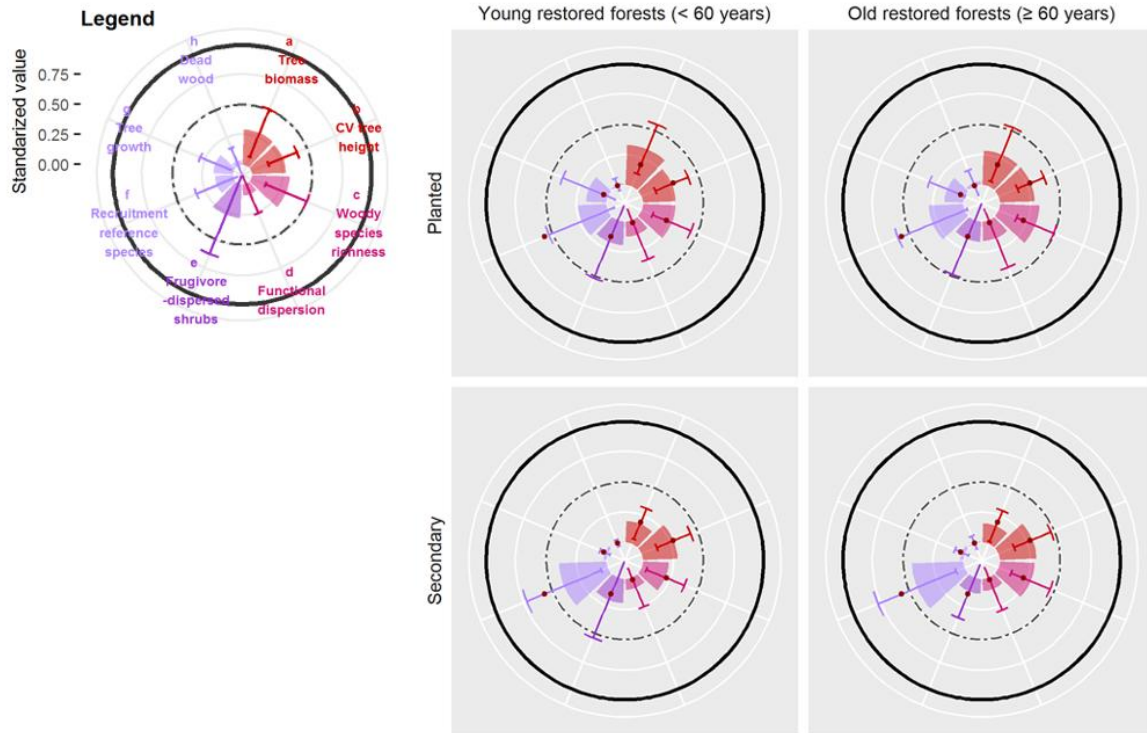 Legend
Young restored forests (< 60 years)
Old restored forests (≥ 60 years)
Standarized value
0.75
0.50
0.25
0.00
h
Dead
wood
a
Tree
biomass
b
CV tree
height
c
Woody
species
richness
d
Functional
dispersion
e
Frugivore
-dispersed
shrubs
f
Recruitment
reference
species
g
Tree
growth
Planted
Secondary